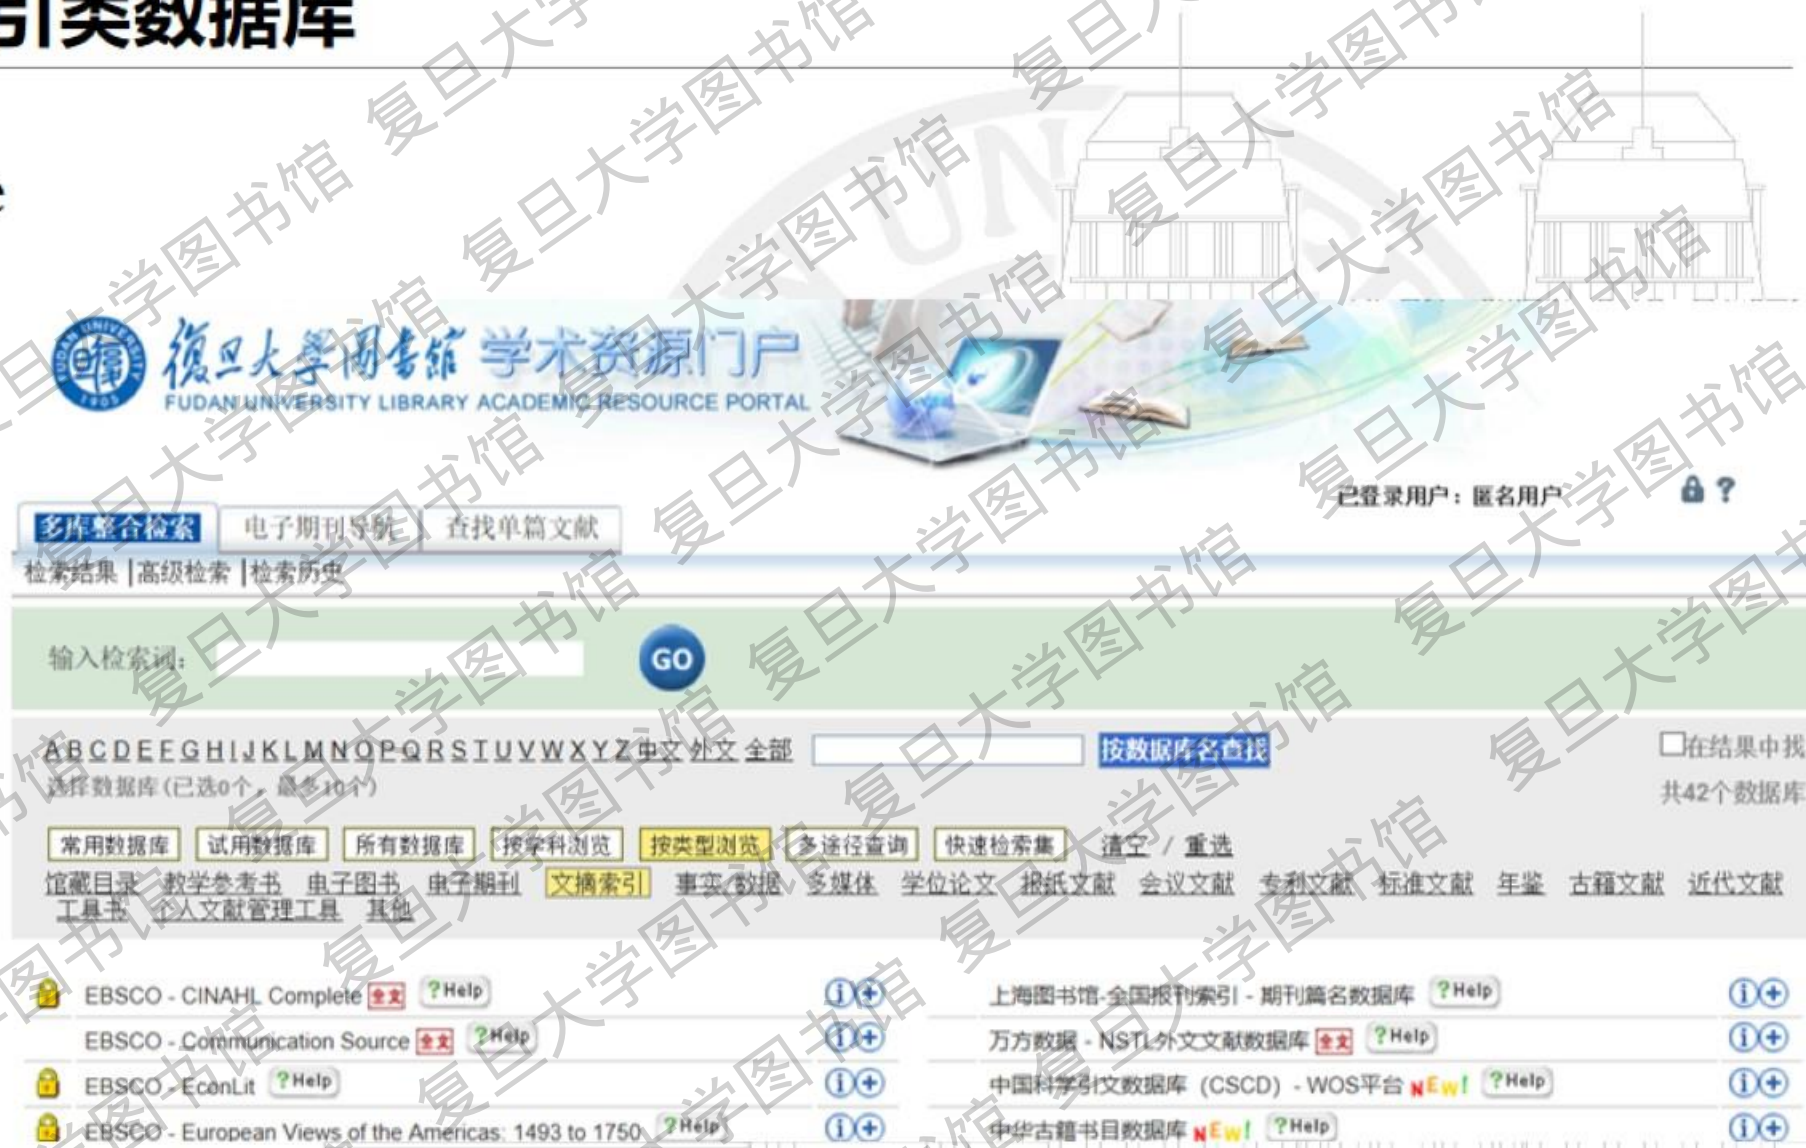 引类数据库
UN
復旦大學圖書館 学术资源门户
FUDAN UNIVERSITY LIBRARY ACADEMIC RESOURCE PORTAL
已登录用户：匿名用户
多库整合检索 电子期刊导航 查找单篇文献
检索结果 |高级检索 |检索历史
输入检索词： GO
A B C D E F G H I J K L M N O P Q R S T U V W X Y Z 中文 外文 全部 按数据库名查找 在结果中找
选择数据库(已选0个，最多10个) 共42个数据库
常用数据库 试用数据库 所有数据库 按学科浏览 按类型浏览 多途径查询 快速检索集 清空 / 重选
馆藏目录 教学参考书 电子图书 电子期刊 文摘索引 事实/数据 多媒体 学位论文 报纸文献 会议文献 专利文献 标准文献 年鉴 古籍文献 近代文献
工具书 个人文献管理工具 其他
EBSCO - CINAHL Complete 全文 ?Help 上海图书馆-全国报刊索引 - 期刊篇名数据库 ?Help
EBSCO - Communication Source 全文 ?Help 万方数据 - NSTL外文文献数据库 全文 ?Help
EBSCO - EconLit ?Help 中国科学引文数据库 (CSCD) - WOS平台 NEW! ?Help
EBSCO - European Views of the Americas: 1493 to 1750 ?Help 中华古籍书目数据库 NEW! ?Help
复旦大学图书馆